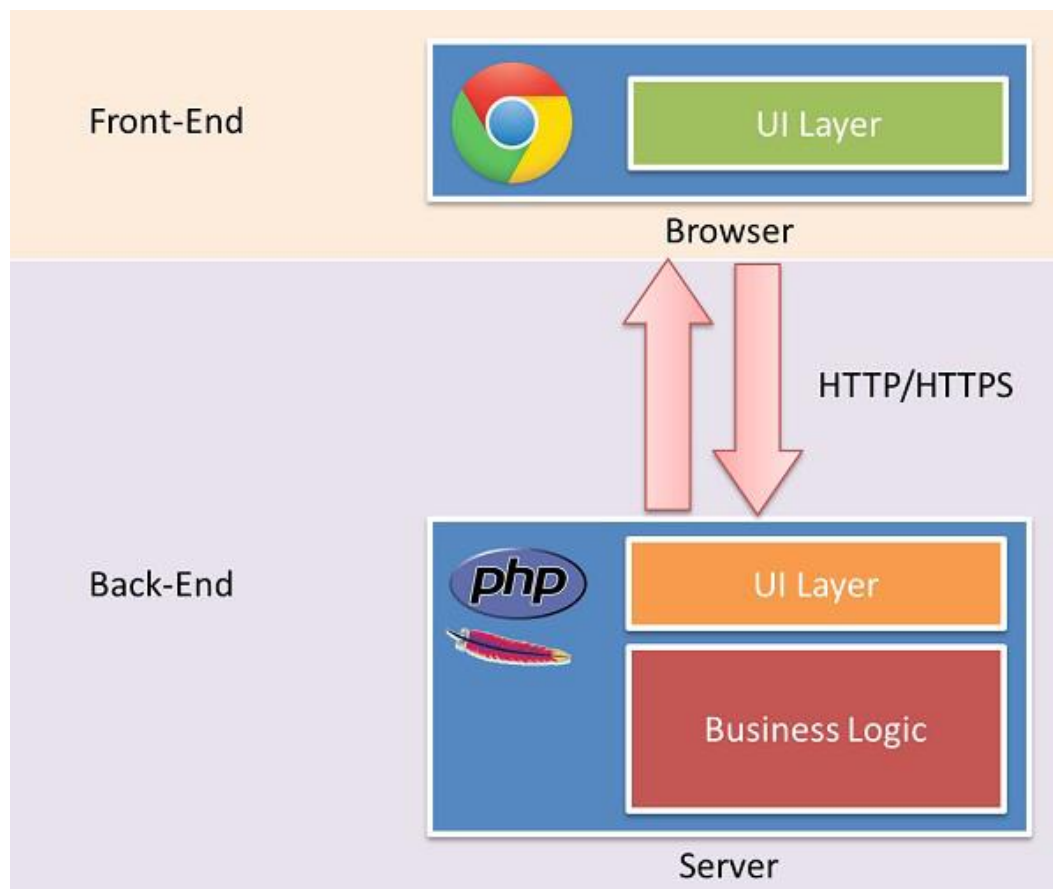 Front-End
UI Layer
Browser
HTTP/HTTPS
Back-End
php
UI Layer
Business Logic
Server